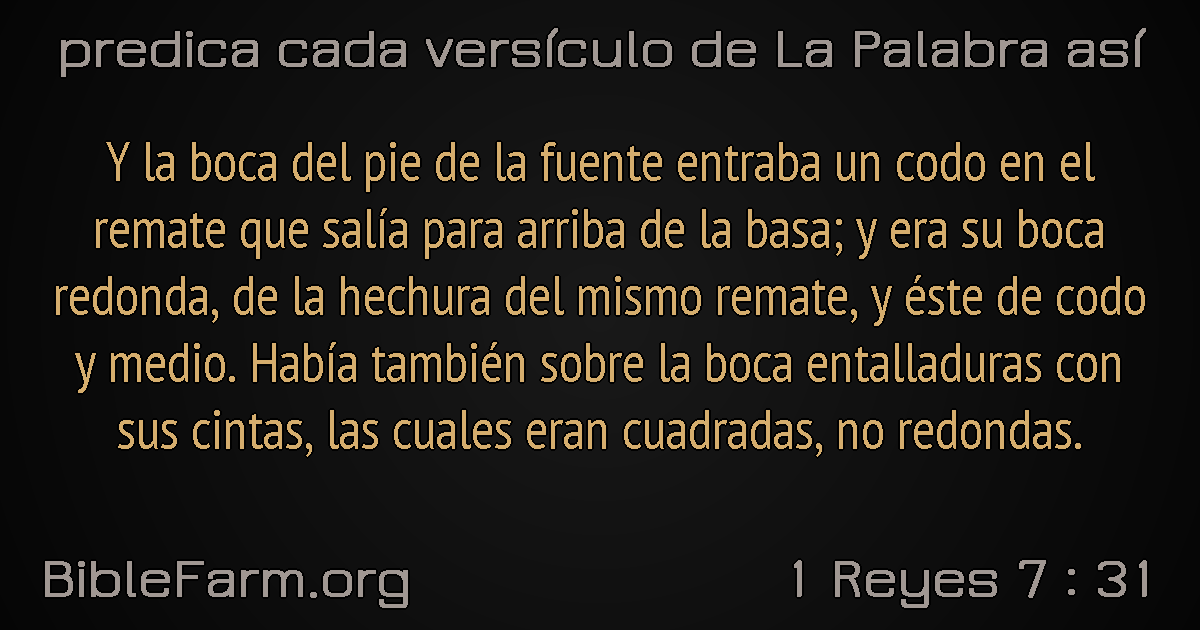 predica cada versículo de La Palabra así
Y la boca del pie de la fuente entraba un codo en el
remate que salía para arriba de la basa; y era su boca
redonda, de la hechura del mismo remate, y éste de codo
y medio. Había también sobre la boca entalladuras con
sus cintas, las cuales eran cuadradas, no redondas.
BibleFarm.org
1 Reyes 7 : 31